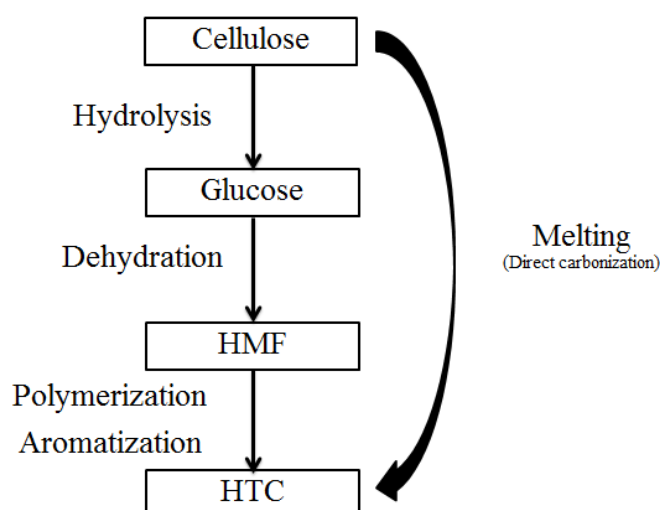 Cellulose
Hydrolysis
Glucose
Dehydration
Melting
(Direct carbonization)
HMF
Polymerization
Aromatization
HTC